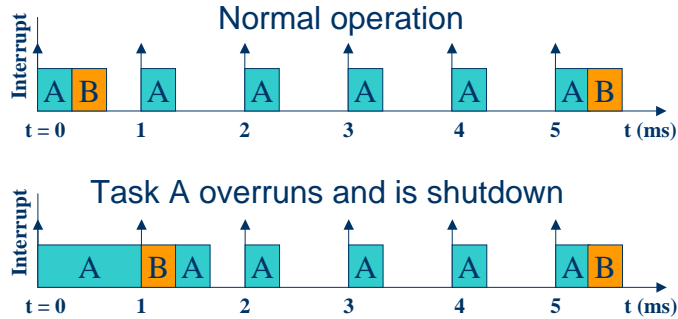 Normal operation
Interrupt
A B A A A A A B
t = 0 1 2 3 4 5 t (ms)
Task A overruns and is shutdown
Interrupt
A B A A A A A B
t = 0 1 2 3 4 5 t (ms)